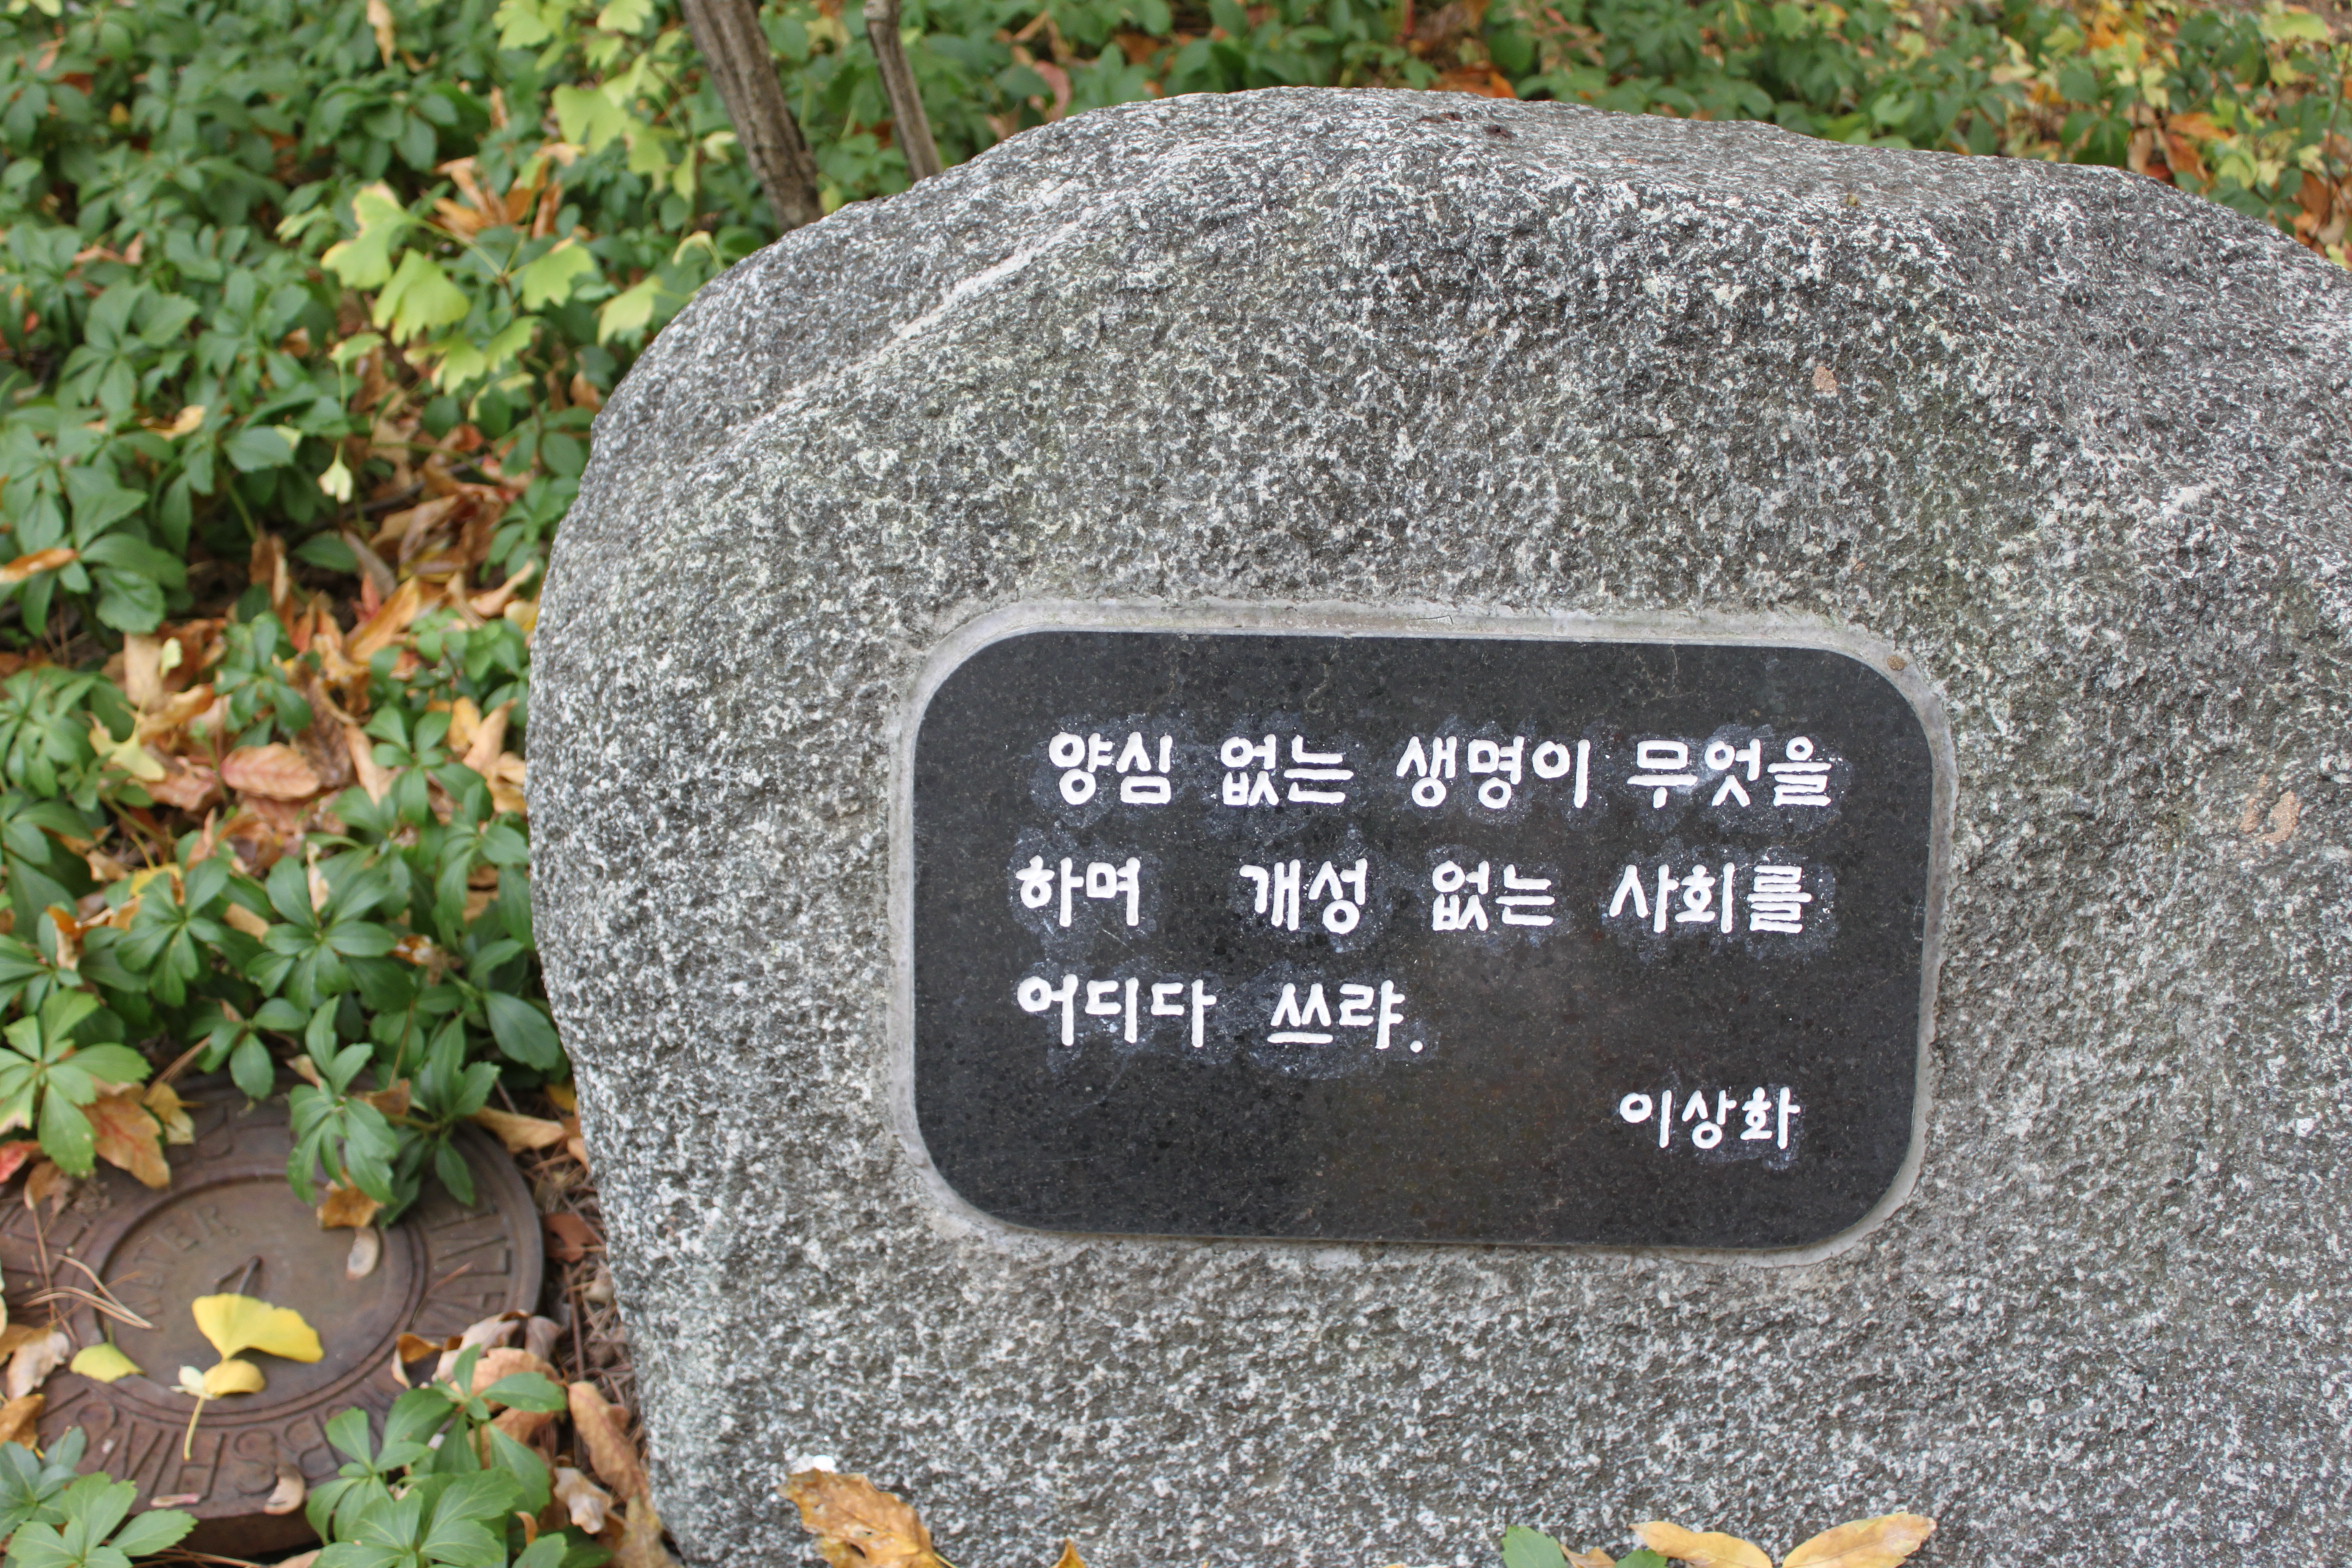 양심 없는 생명이 무엇을
하며 개성 없는 사회를
어디다 쓰랴.
이상화
WATER